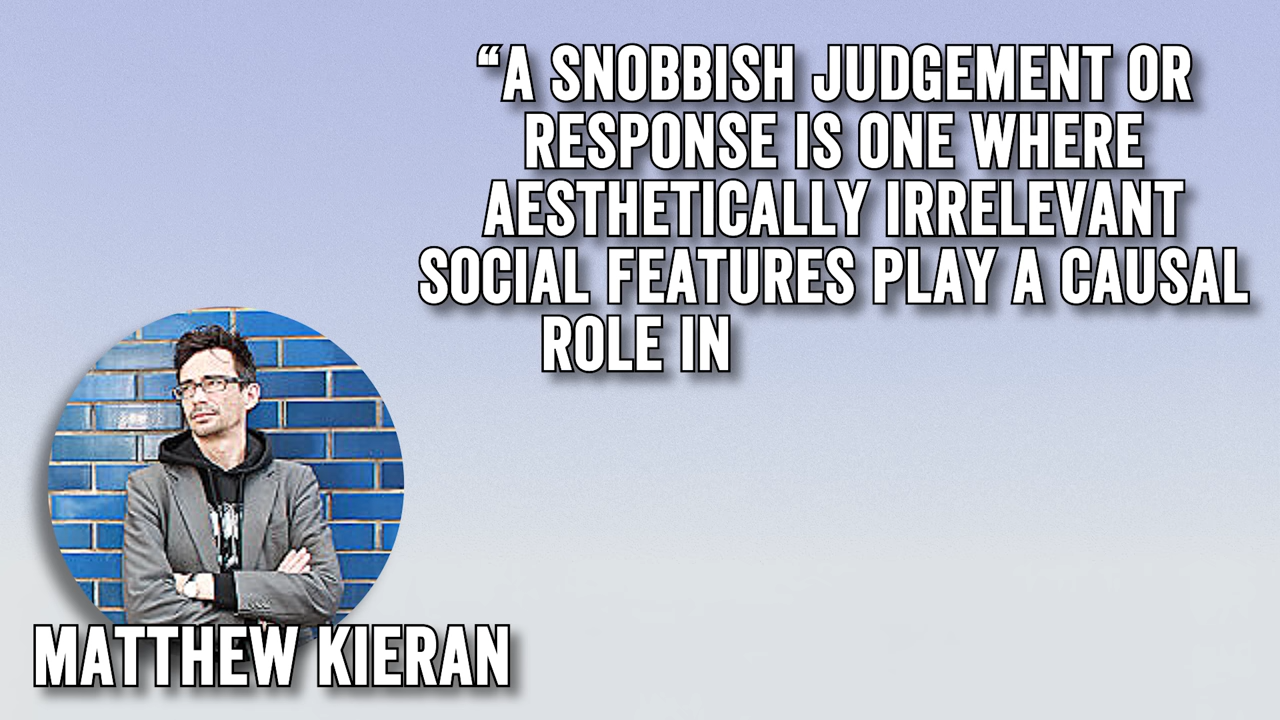 “A SNOBBISH JUDGEMENT OR
RESPONSE IS ONE WHERE
AESTHETICALLY IRRELEVANT
SOCIAL FEATURES PLAY A CAUSAL
ROLE IN
MATTHEW KIERAN